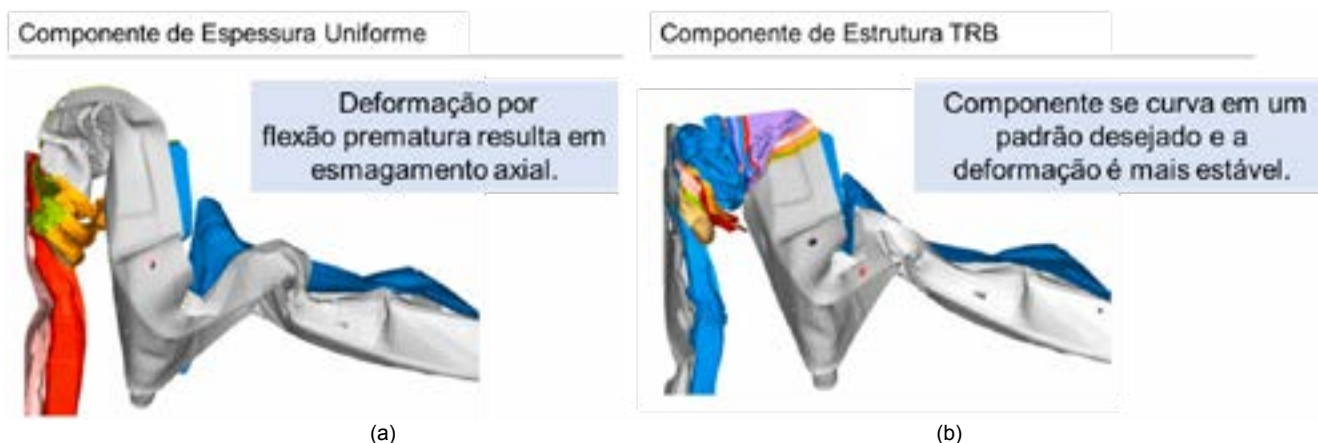 Componente de Espessura Uniforme
Componente de Estrutura TRB
Deformação por
flexão prematura resulta em
esmagamento axial.
Componente se curva em um
padrão desejado e a
deformação é mais estável.
(a)
(b)